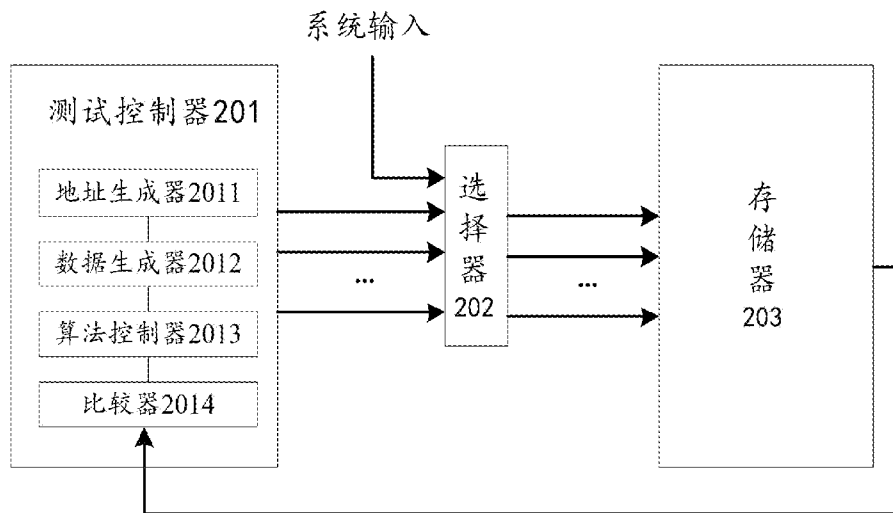 系统输入
测试控制器201
地址生成器2011
数据生成器2012
算法控制器2013
比较器2014
...
选择器
202
...
存储器
203